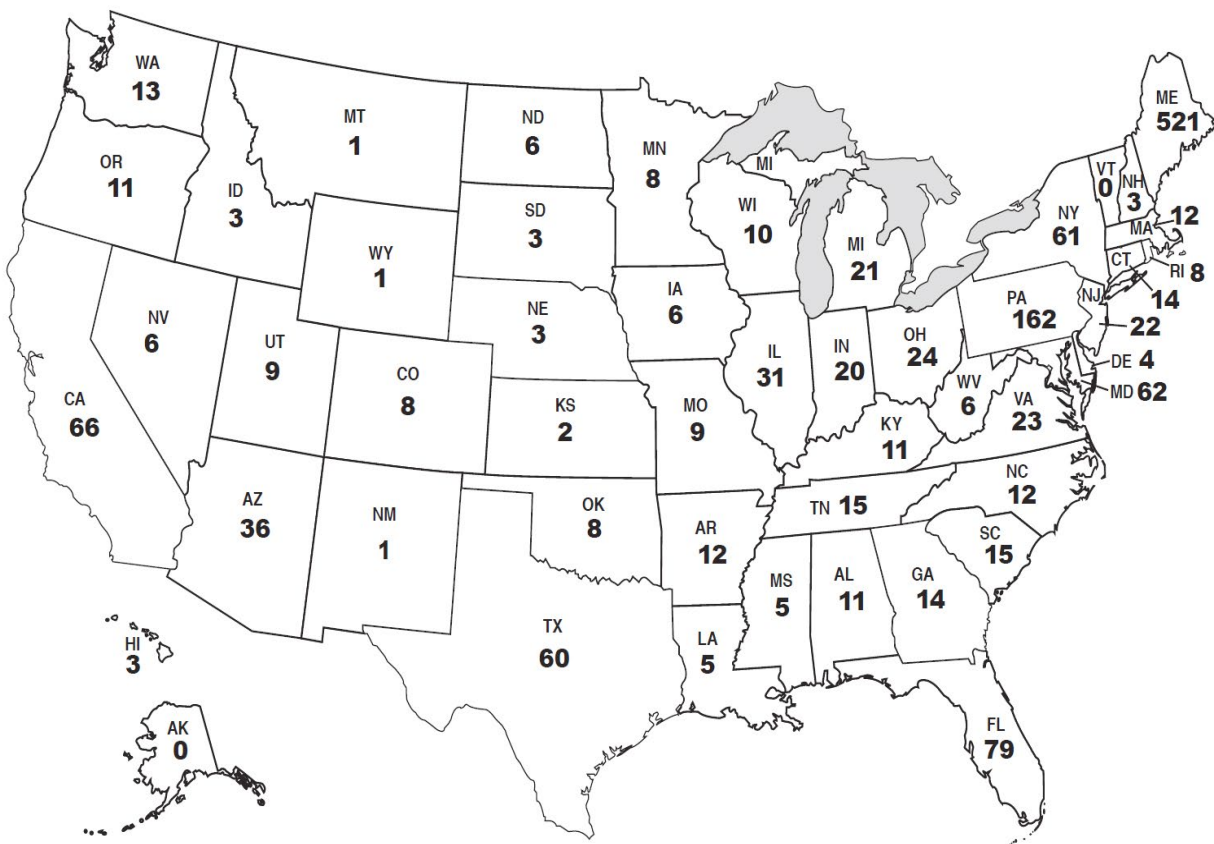 WA
13
MT
1
ND
6
MN
8
MI
ME
521
VT
0
NH
3
OR
11
ID
3
SD
3
WI
10
MI
21
NY
61
MA
12
CT
14
RI 8
WY
1
IA
6
NE
3
PA
162
NJ
22
NV
6
UT
9
CO
8
IL
31
IN
20
OH
24
DE 4
MD 62
WV
6
VA
23
CA
66
KS
2
MO
9
KY
11
NC
12
TN 15
AZ
36
NM
1
OK
8
AR
12
SC
15
MS
5
AL
11
GA
14
TX
60
LA
5
HI
3
AK
0
FL
79